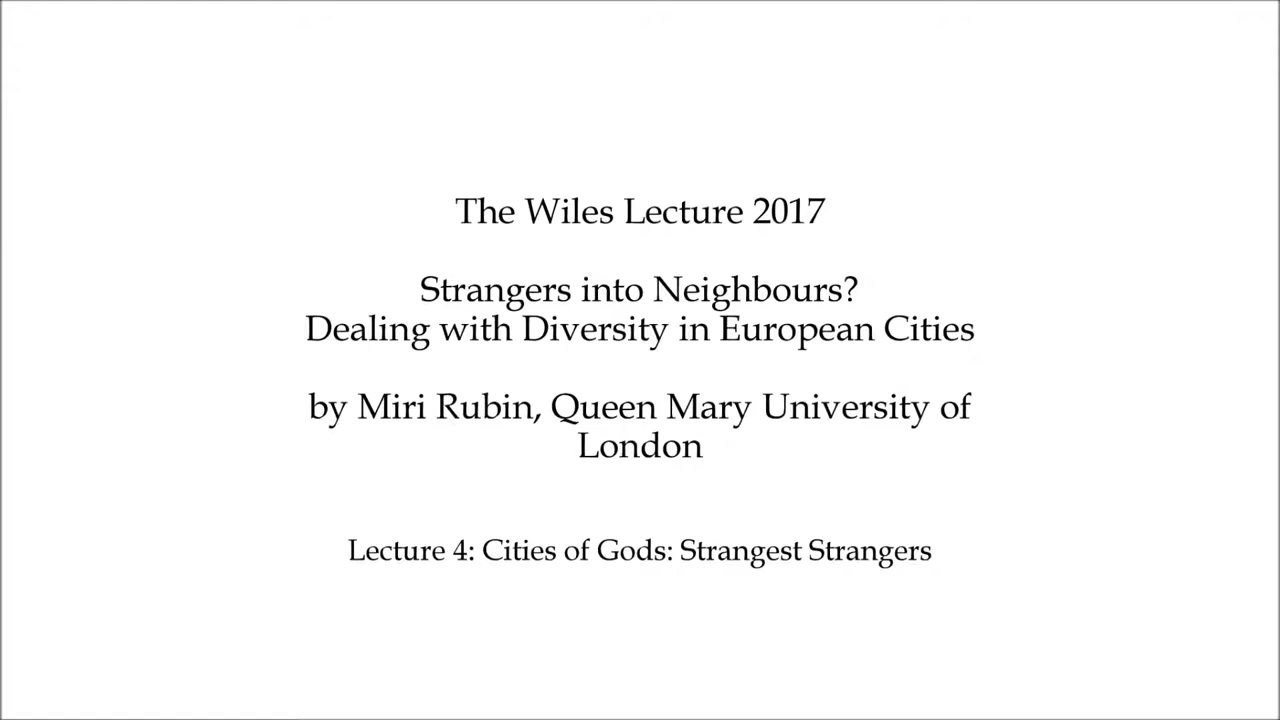 The Wiles Lecture 2017
Strangers into Neighbours?
Dealing with Diversity in European Cities
by Miri Rubin, Queen Mary University of
London
Lecture 4: Cities of Gods: Strangest Strangers